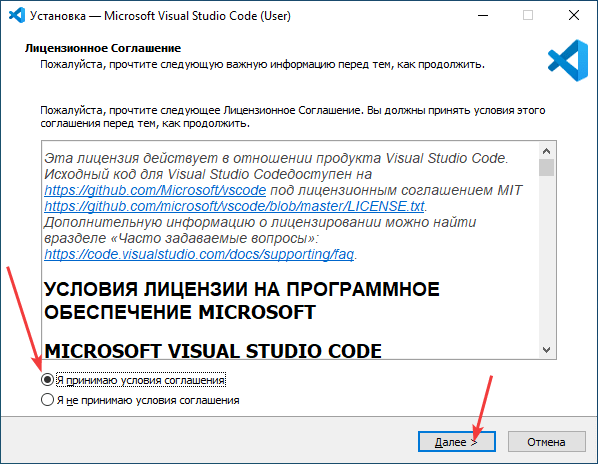 Установка — Microsoft Visual Studio Code (User)
Лицензионное Соглашение
Пожалуйста, прочтите следующую важную информацию перед тем, как продолжить.
Пожалуйста, прочтите следующее Лицензионное Соглашение. Вы должны принять условия этого
соглашения перед тем, как продолжить.
Эта лицензия действует в отношении продукта Visual Studio Code.
Исходный код для Visual Studio Codeдоступен на
https://github.com/Microsoft/vscode под лицензионным соглашением MIT
https://github.com/microsoft/vscode/blob/master/LICENSE.txt.
Дополнительную информацию о лицензировании можно найти
вразделе «Часто задаваемые вопросы»:
https://code.visualstudio.com/docs/supporting/faq.
УСЛОВИЯ ЛИЦЕНЗИИ НА ПРОГРАММНОЕ
ОБЕСПЕЧЕНИЕ MICROSOFT
MICROSOFT VISUAL STUDIO CODE
Я принимаю условия соглашения
Я не принимаю условия соглашения
Далее >
Отмена